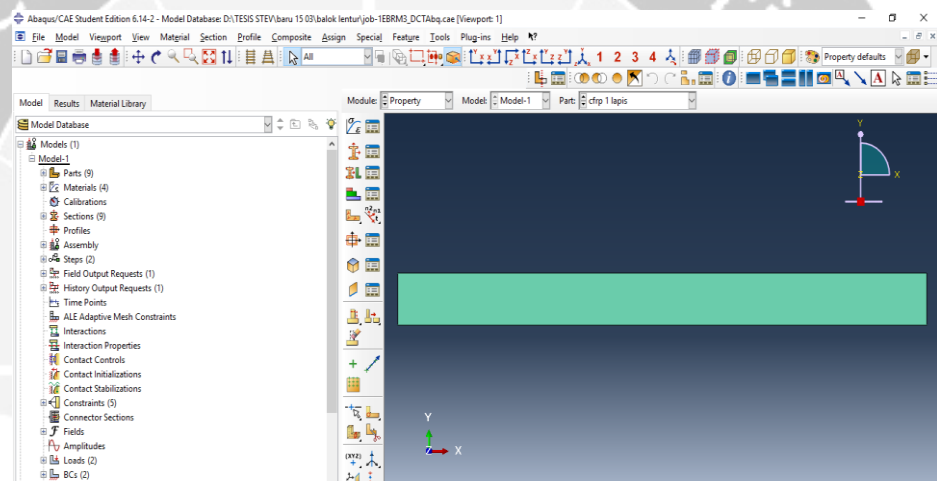 Abaqus/CAE Student Edition 6.14-2 - Model Database: D:\TESIS STEV\baru 15 03\balok lentur\job-1EBRM3_DCTAbq.cae [Viewport: 1]
File Model Viewport View Material Section Profile Composite Assign Special Feature Tools Plug-ins Help
All 1 2 3 4 Property defaults
Model Results Material Library
Module: Property Model: Model-1 Part: cfrp 1 lapis
Model Database
Models (1)
Model-1
Parts (9)
Materials (4)
Calibrations
Sections (9)
Profiles
Assembly
Steps (2)
Field Output Requests (1)
History Output Requests (1)
Time Points
ALE Adaptive Mesh Constraints
Interactions
Interaction Properties
Contact Controls
Contact Initializations
Contact Stabilizations
Constraints (5)
Connector Sections
Fields
Amplitudes
Loads (2)
BCs (2)
Y
Z X
Y
Z X
(XYZ)